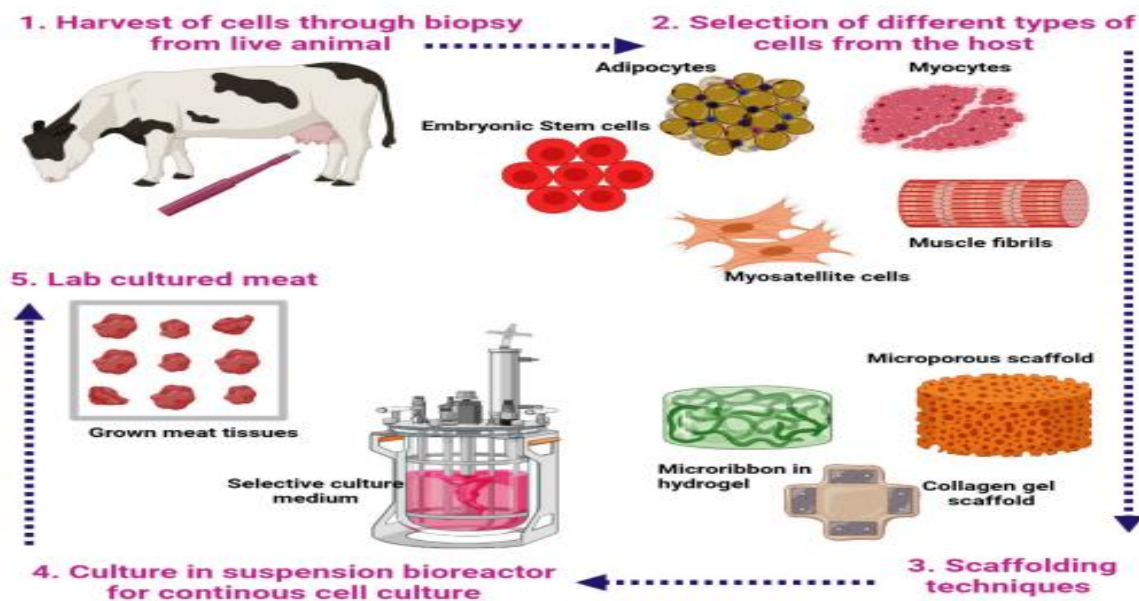 1. Harvest of cells through biopsy
from live animal
2. Selection of different types of
cells from the host
Adipocytes
Myocytes
Embryonic Stem cells
Muscle fibrils
Myosatellite cells
5. Lab cultured meat
Grown meat tissues
Microporous scaffold
Selective culture
medium
Microribbon in
hydrogel
Collagen gel
scaffold
4. Culture in suspension bioreactor
for continous cell culture
3. Scaffolding
techniques